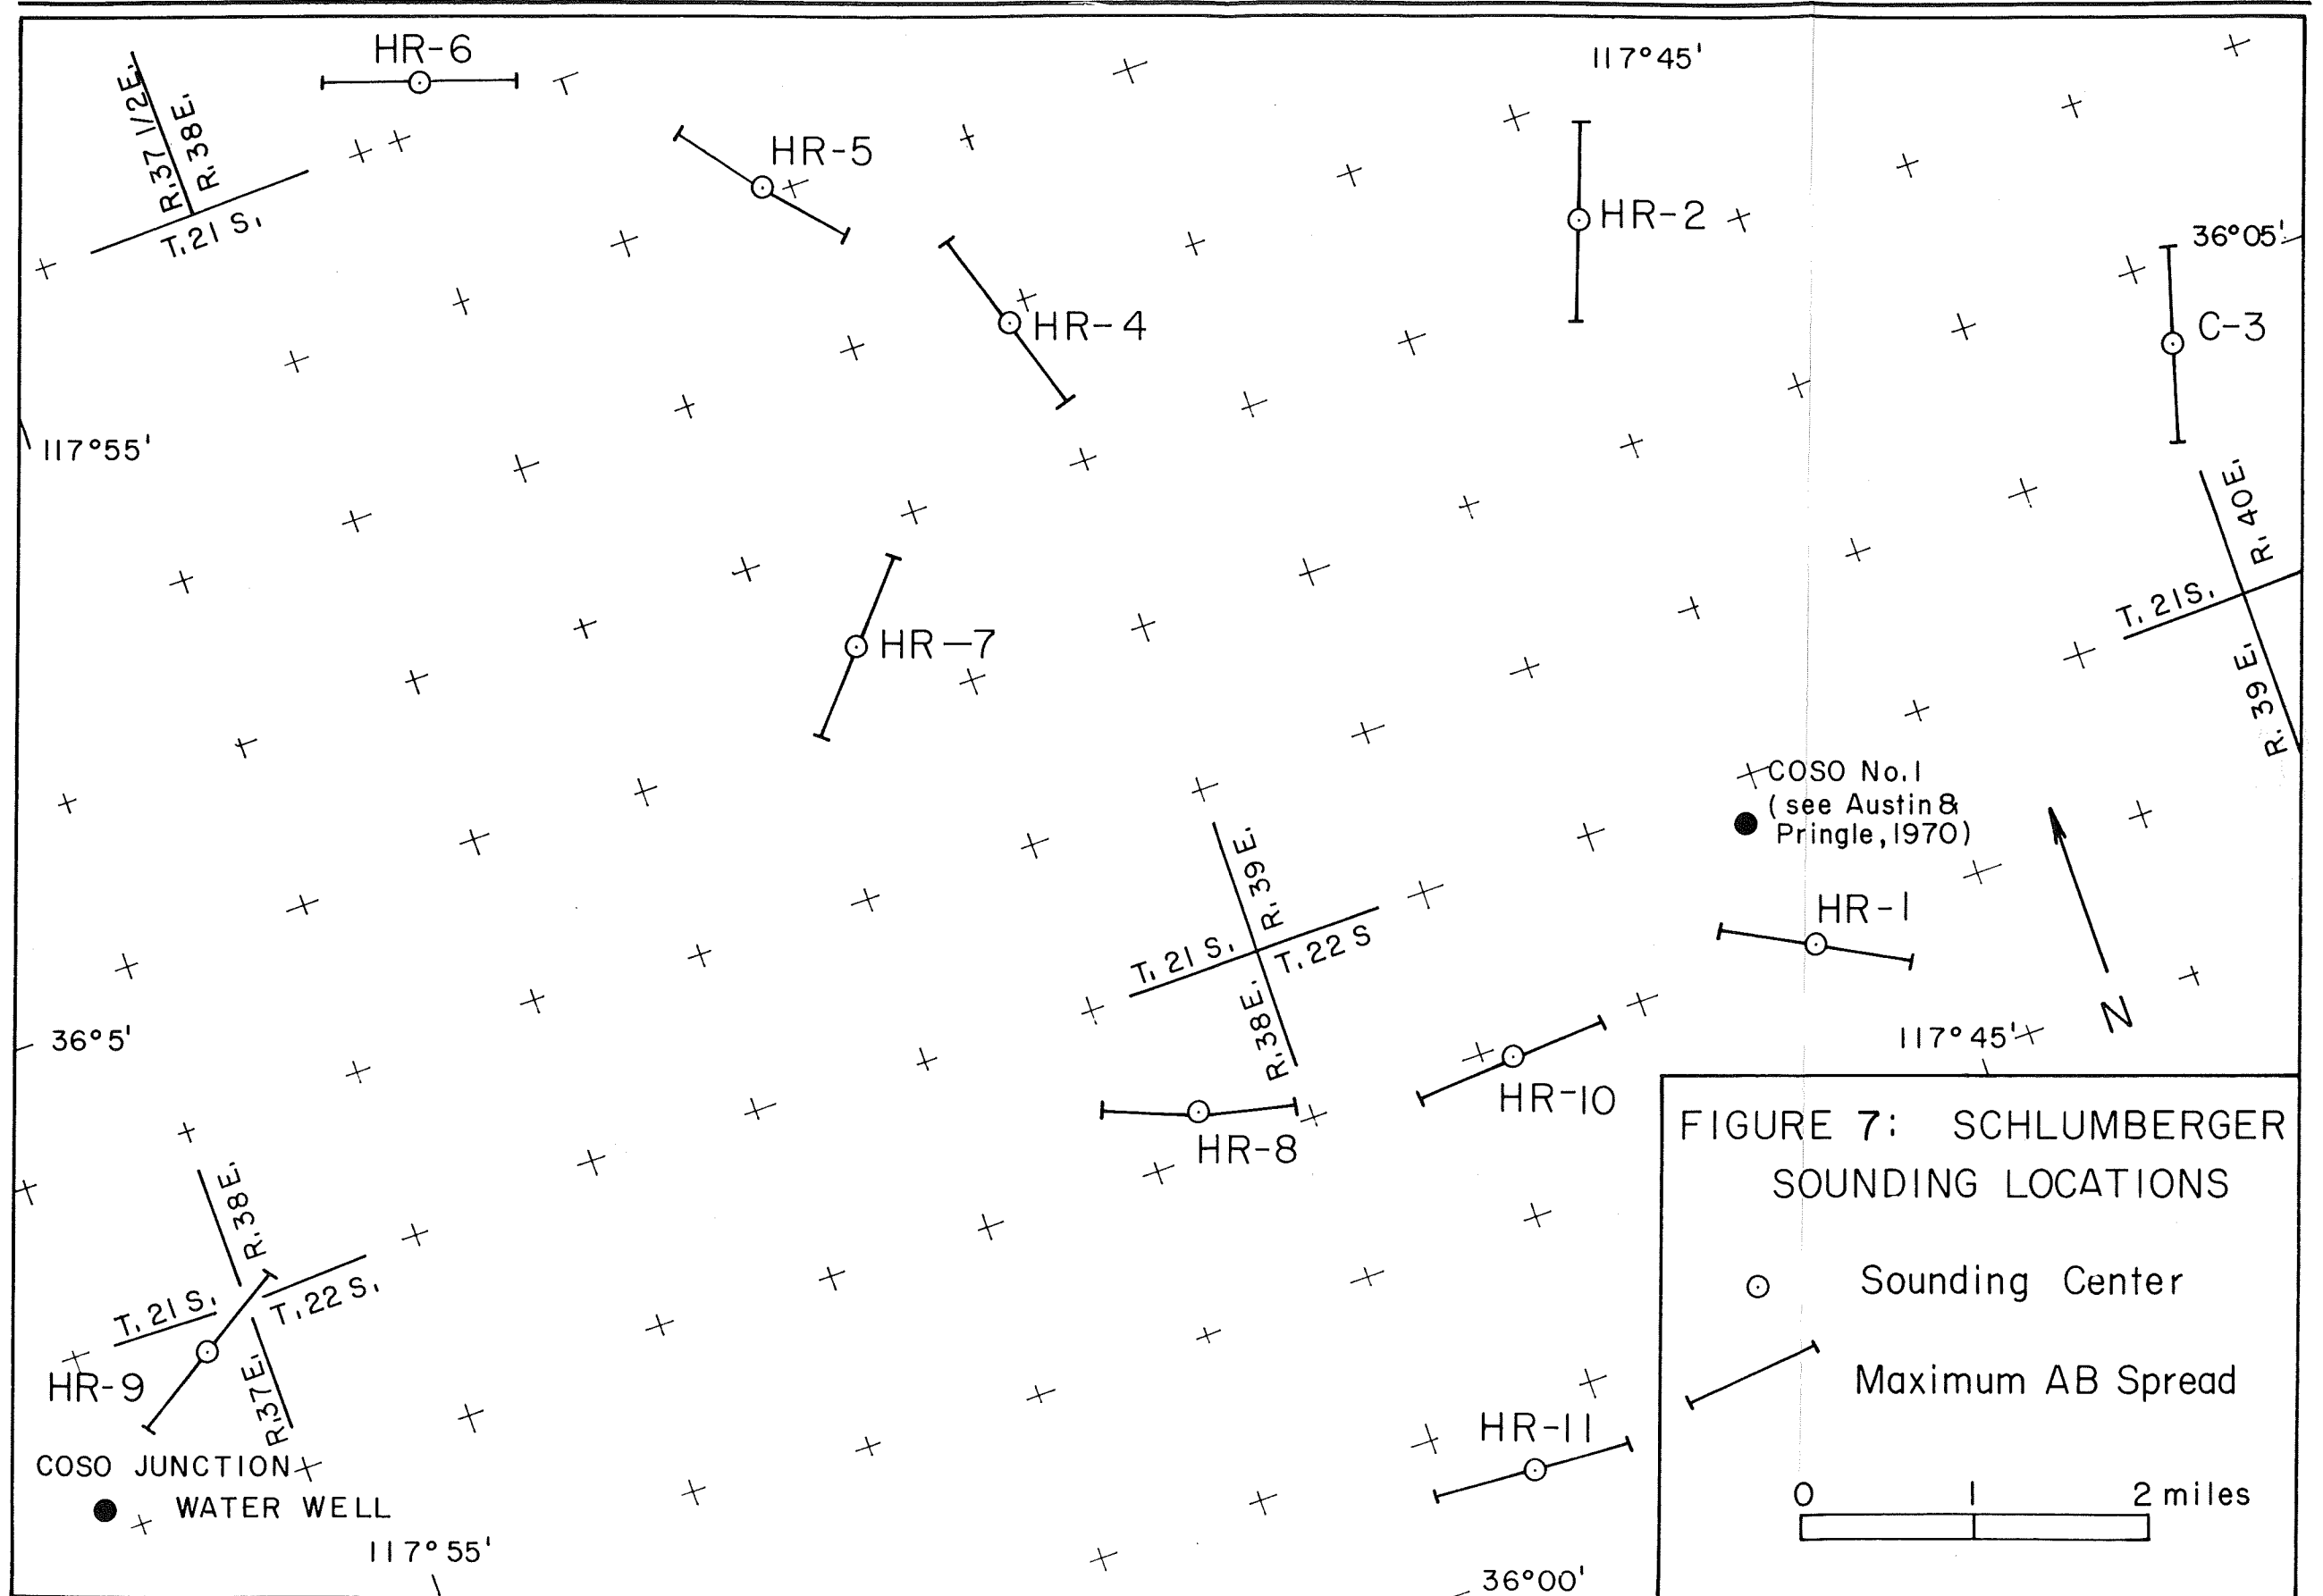 HR-6
117°45'
R.37 1/2E.
R.38E.
T.21 S.
HR-5
HR-2
36°05'
HR-4
C-3
117°55'
R. 40E.
T. 21S.
R. 39 E.
HR-7
COSO No.1
(see Austin &
Pringle, 1970)
R. 39 E.
T. 21 S.
T. 22 S
R.38E.
HR-1
N
36°5'
117°45'
HR-10
HR-8
R.38E.
T. 21 S.
T. 22 S.
HR-9
R.37E.
COSO JUNCTION
WATER WELL
117°55'
HR-11
36°00'
FIGURE 7: SCHLUMBERGER
SOUNDING LOCATIONS
Sounding Center
Maximum AB Spread
0 1 2 miles